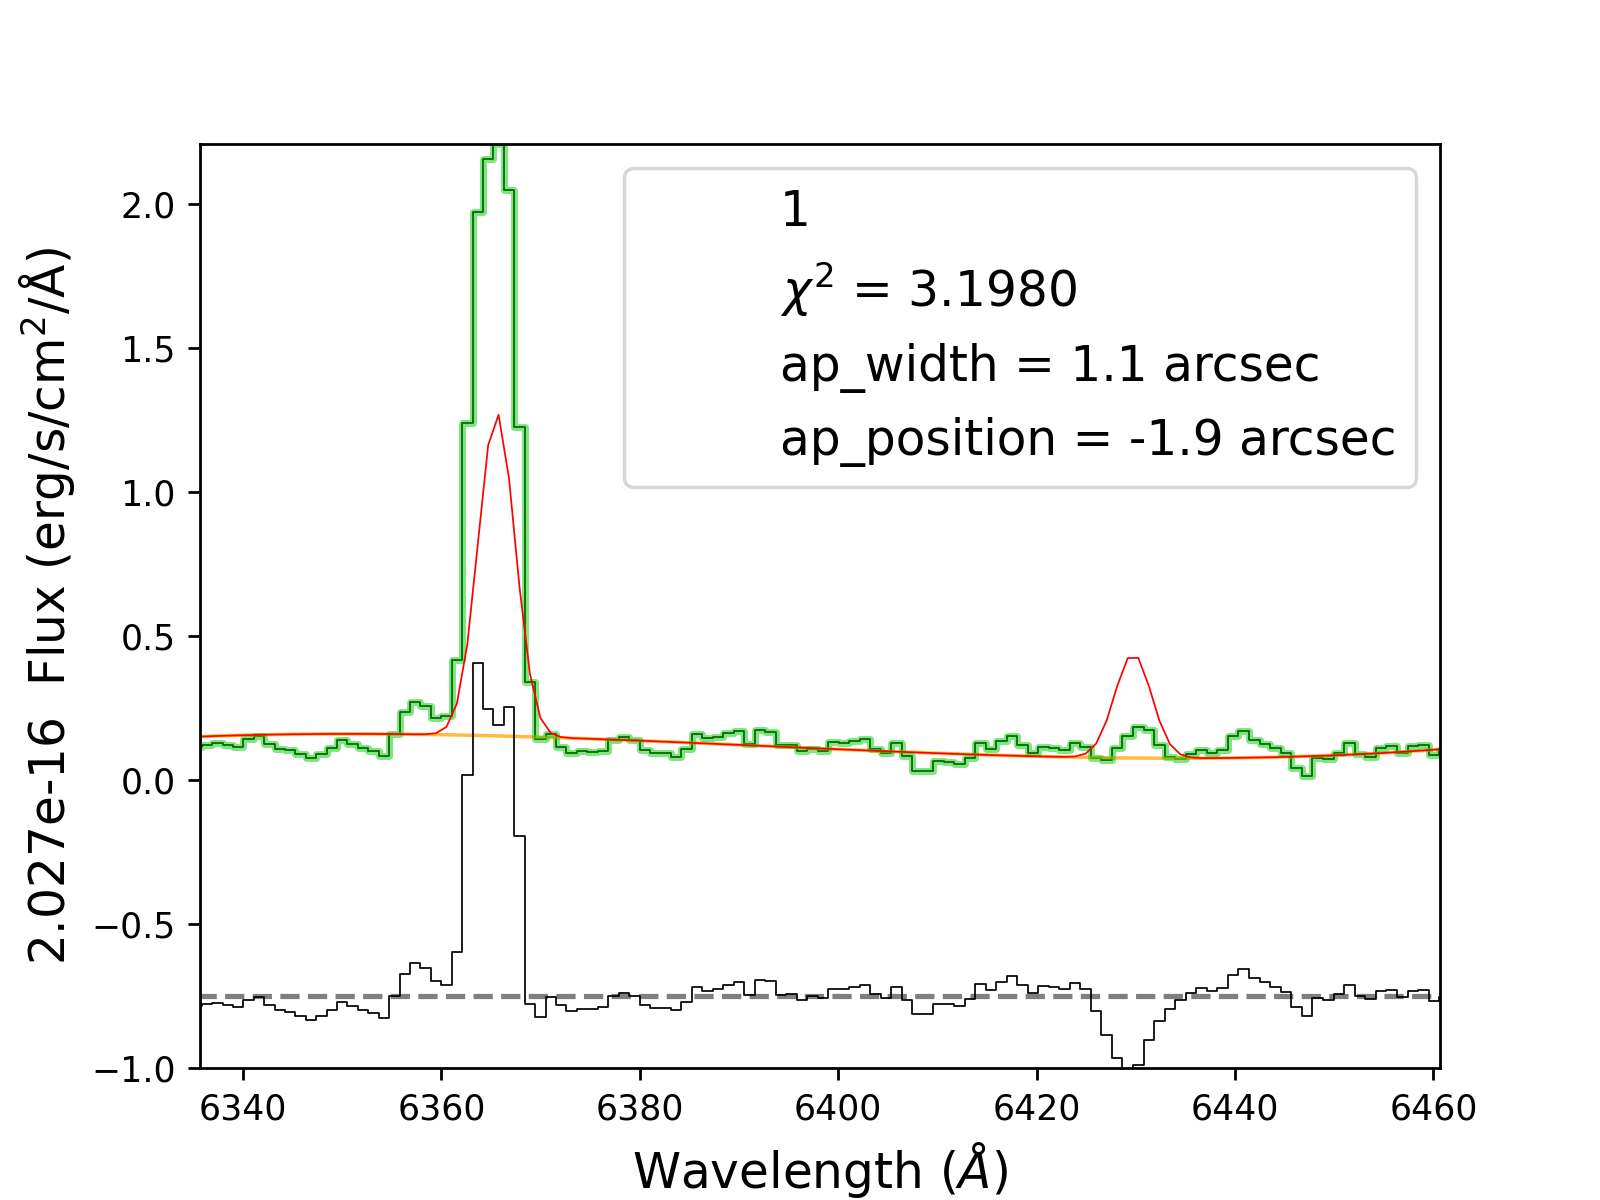 1
χ² = 3.1980
ap_width = 1.1 arcsec
ap_position = -1.9 arcsec
2.027e-16 Flux (erg/s/cm²/Å)
2.0
1.5
1.0
0.5
0.0
−0.5
−1.0
6340 6360 6380 6400 6420 6440 6460
Wavelength (Å)